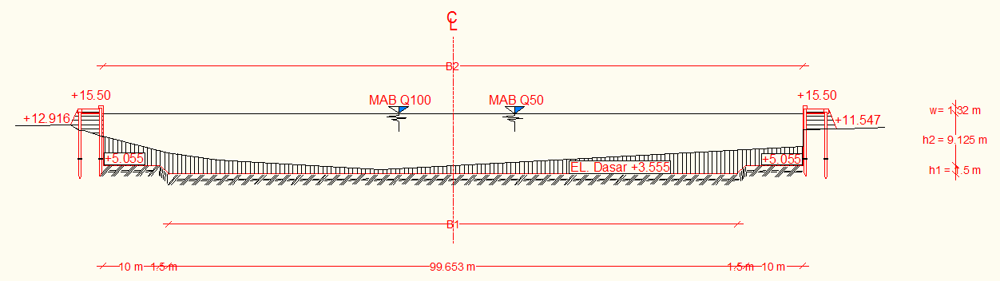 CL
B2
+15.50
MAB Q100
MAB Q50
+15.50
w= 1.32 m
+12.916
+11.547
h2 = 9.125 m
+5.055
EL. Dasar +3.555
+5.055
h1 = 1.5 m
B1
10 m
1.5 m
99.653 m
1.5 m
10 m